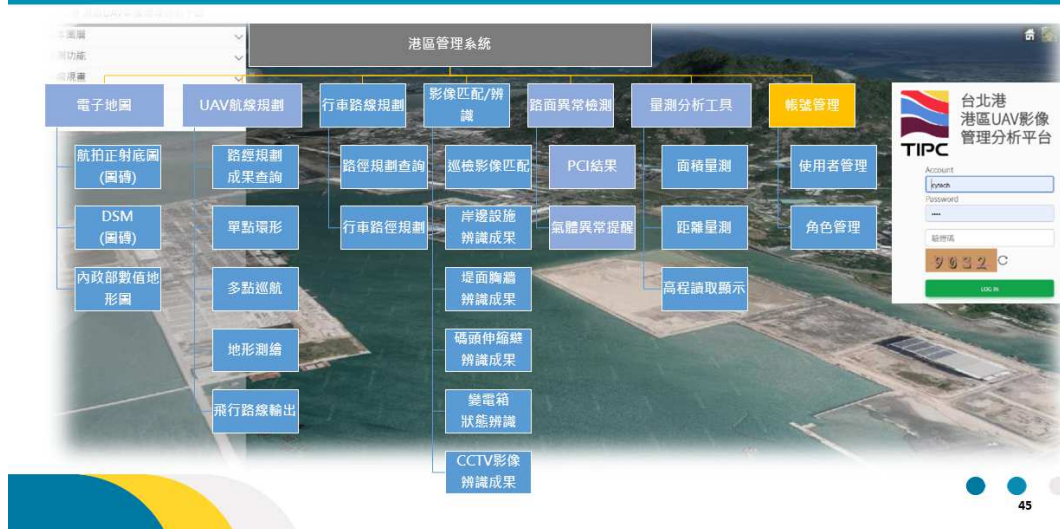 港區管理系統
電子地圖
UAV航線規劃
行車路線規劃
影像匹配/辨
識
路面異常檢測
量測分析工具
帳號管理
航拍正射底圖
(圖磚)
DSM
(圖磚)
內政部數值地
形圖
路經規劃
成果查詢
單點環形
多點巡航
地形測繪
飛行路線輸出
路徑規劃查詢
行車路徑規劃
巡檢影像匹配
岸邊設施
辨識成果
堤面胸牆
辨識成果
碼頭伸縮縫
辨識成果
變電箱
狀態辨識
CCTV影像
辨識成果
PCI結果
氣體異常提醒
面積量測
距離量測
高程讀取顯示
使用者管理
角色管理
TIPC
台北港
港區UAV影像
管理分析平台
Account
Password
驗證碼
9032
LOG IN
45